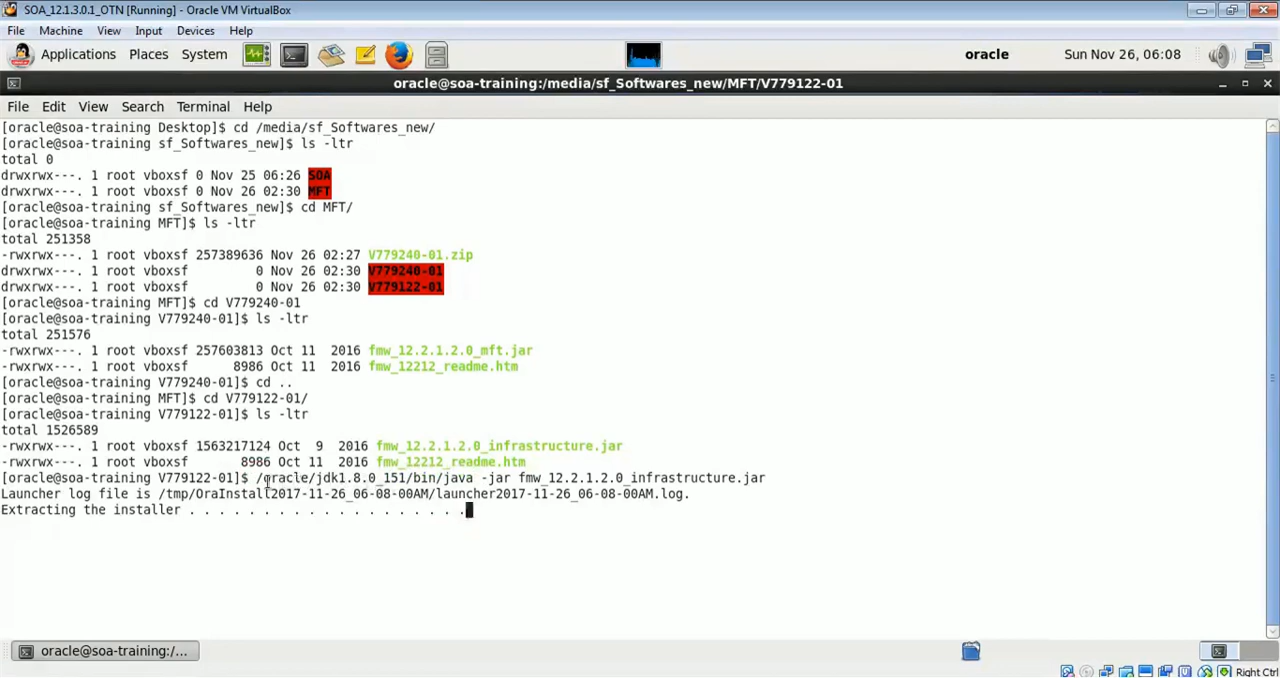 SOA_12.1.3.0.1_OTN [Running] - Oracle VM VirtualBox
File Machine View Input Devices Help
Applications Places System oracle Sun Nov 26, 06:08
oracle@soa-training:/media/sf_Softwares_new/MFT/V779122-01
File Edit View Search Terminal Help
[oracle@soa-training Desktop]$ cd /media/sf_Softwares_new/
[oracle@soa-training sf_Softwares_new]$ ls -ltr
total 0
drwxrwx---. 1 root vboxsf 0 Nov 25 06:26 SOA
drwxrwx---. 1 root vboxsf 0 Nov 26 02:30 MFT
[oracle@soa-training sf_Softwares_new]$ cd MFT/
[oracle@soa-training MFT]$ ls -ltr
total 251358
-rwxrwx---. 1 root vboxsf 257389636 Nov 26 02:27 V779240-01.zip
drwxrwx---. 1 root vboxsf 0 Nov 26 02:30 V779240-01
drwxrwx---. 1 root vboxsf 0 Nov 26 02:30 V779122-01
[oracle@soa-training MFT]$ cd V779240-01
[oracle@soa-training V779240-01]$ ls -ltr
total 251576
-rwxrwx---. 1 root vboxsf 257603813 Oct 11 2016 fmw_12.2.1.2.0_mft.jar
-rwxrwx---. 1 root vboxsf 8986 Oct 11 2016 fmw_12212_readme.htm
[oracle@soa-training V779240-01]$ cd ..
[oracle@soa-training MFT]$ cd V779122-01/
[oracle@soa-training V779122-01]$ ls -ltr
total 1526589
-rwxrwx---. 1 root vboxsf 1563217124 Oct 9 2016 fmw_12.2.1.2.0_infrastructure.jar
-rwxrwx---. 1 root vboxsf 8986 Oct 11 2016 fmw_12212_readme.htm
[oracle@soa-training V779122-01]$ /oracle/jdk1.8.0_151/bin/java -jar fmw_12.2.1.2.0_infrastructure.jar
Launcher log file is /tmp/OraInstall2017-11-26_06-08-00AM/launcher2017-11-26_06-08-00AM.log.
Extracting the installer . . . . . . . . . . . . . . . . . . .
oracle@soa-training:/...
Right Ctrl